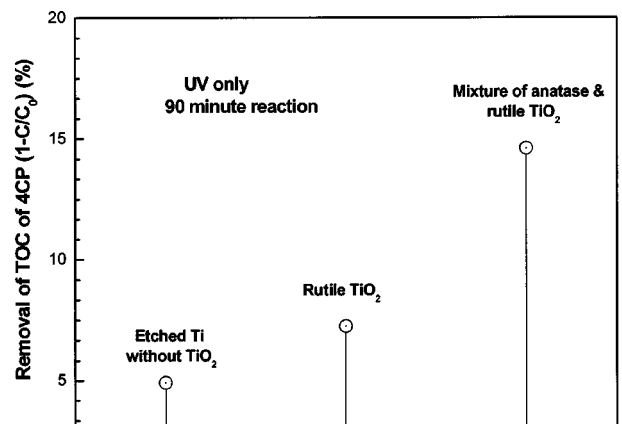 20
15
10
5
Removal of TOC of 4CP (1-C/C₀) (%)
UV only
90 minute reaction
Mixture of anatase &
rutile TiO₂
Rutile TiO₂
Etched Ti
without TiO₂